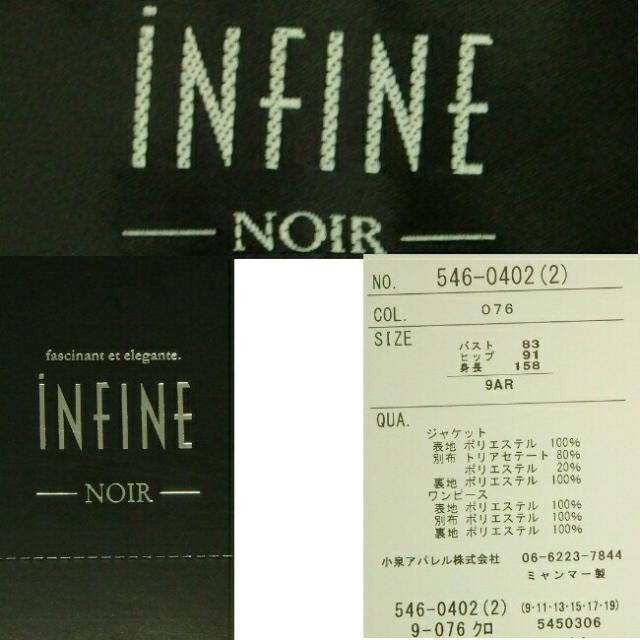 iNFINE
NOIR
fascinant et elegante.
iNFINE
NOIR
NO. 546-0402(2)
COL. 076
SIZE
バスト 83
ヒップ 91
身長 158
9AR
QUA.
ジャケット
表地 ポリエステル 100%
別布 トリアセテート 80%
ポリエステル 20%
裏地 ポリエステル 100%
ワンピース
表地 ポリエステル 100%
別布 ポリエステル 100%
裏地 ポリエステル 100%
小泉アパレル株式会社 06-6223-7844
ミャンマー製
546-0402(2) (9・11・13・15・17・19)
9-076 クロ 5450306